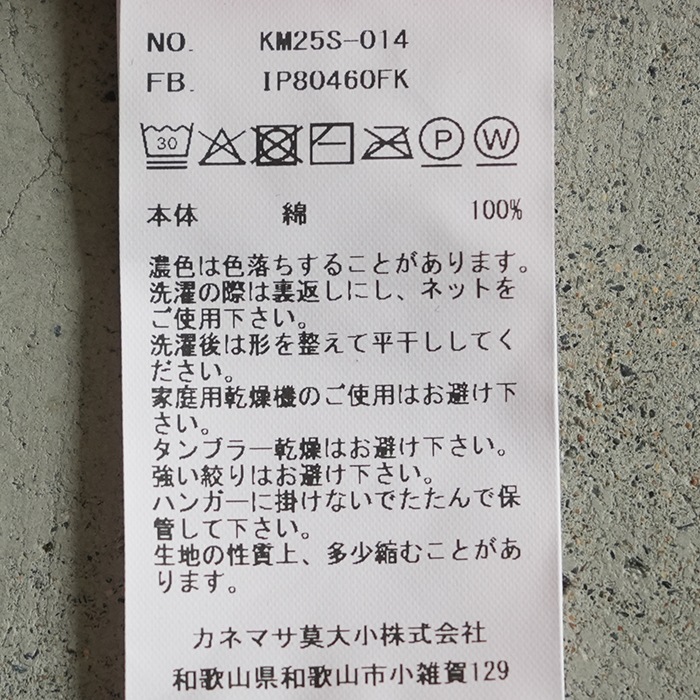 NO. KM25S-014
FB. IP80460FK
30 P W
本体 綿 100%
濃色は色落ちすることがあります。
洗濯の際は裏返しにし、ネットを
ご使用下さい。
洗濯後は形を整えて平干ししてく
ださい。
家庭用乾燥機のご使用はお避け下
さい。
タンブラー乾燥はお避け下さい。
強い絞りはお避け下さい。
ハンガーに掛けないでたたんで保
管して下さい。
生地の性質上、多少縮むことがあ
ります。
カネマサ莫大小株式会社
和歌山県和歌山市小雑賀129